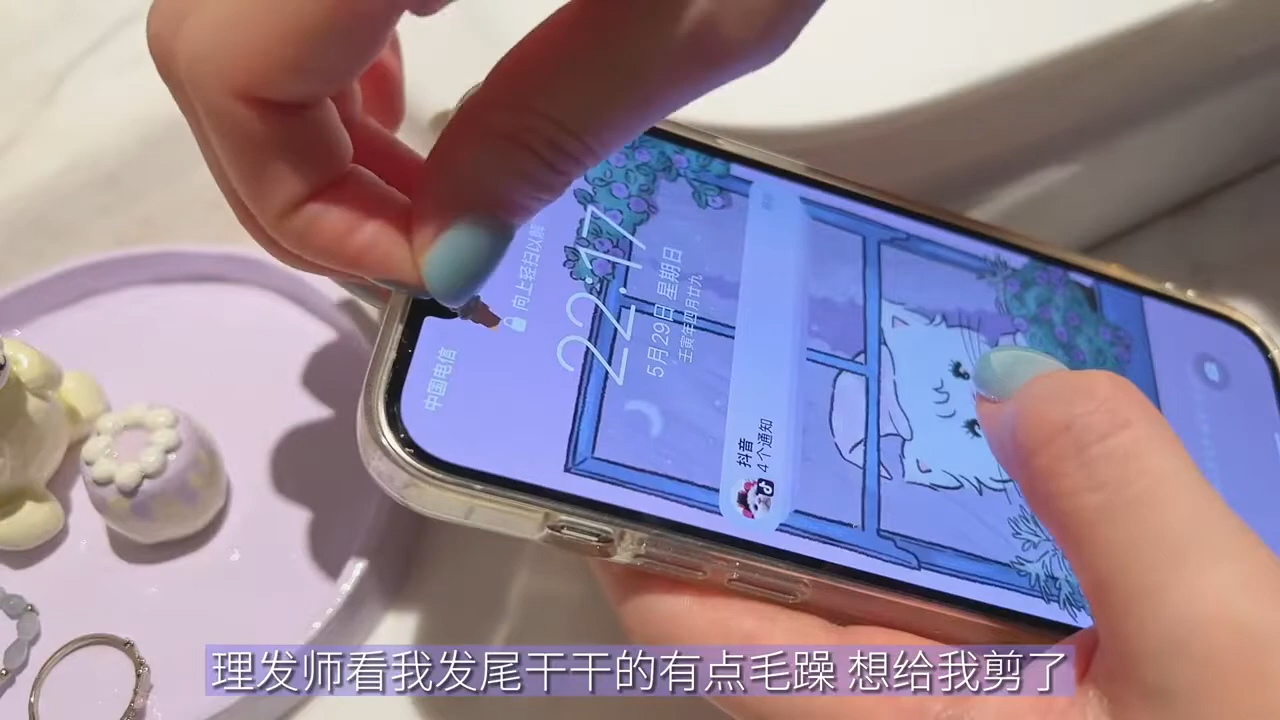 中国电信
向上轻扫以解
22:17
5月29日 星期日
壬寅年四月廿九
抖音
4个通知
理发师看我发尾干干的有点毛躁 想给我剪了